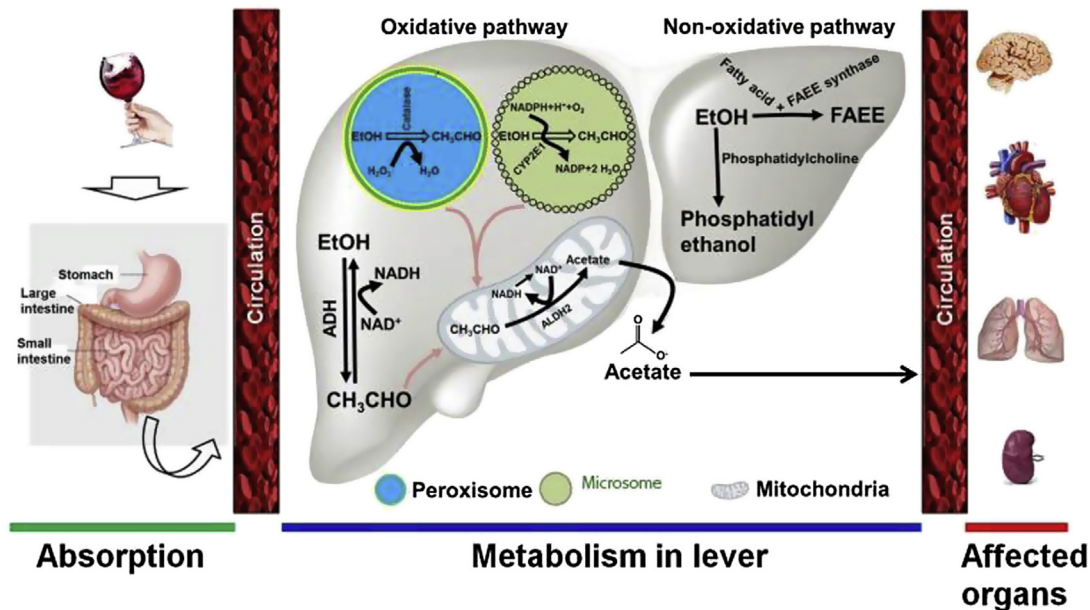 Oxidative pathway
Non-oxidative pathway
Circulation
Stomach
Large
intestine
Small
intestine
Catalase
EtOH
CH₃CHO
H₂O₂
H₂O
NADPH+H⁺+O₂
EtOH
CH₃CHO
CYP2E1
NADP+2 H₂O
EtOH
ADH
NADH
NAD⁺
CH₃CHO
CH₃CHO
NADH
NAD⁺
Acetate
ALDH2
O
O⁻
Acetate
Fatty acid + FAEE synthase
EtOH
FAEE
Phosphatidylcholine
Phosphatidyl
ethanol
Circulation
Peroxisome
Microsome
Mitochondria
Absorption
Metabolism in lever
Affected
organs